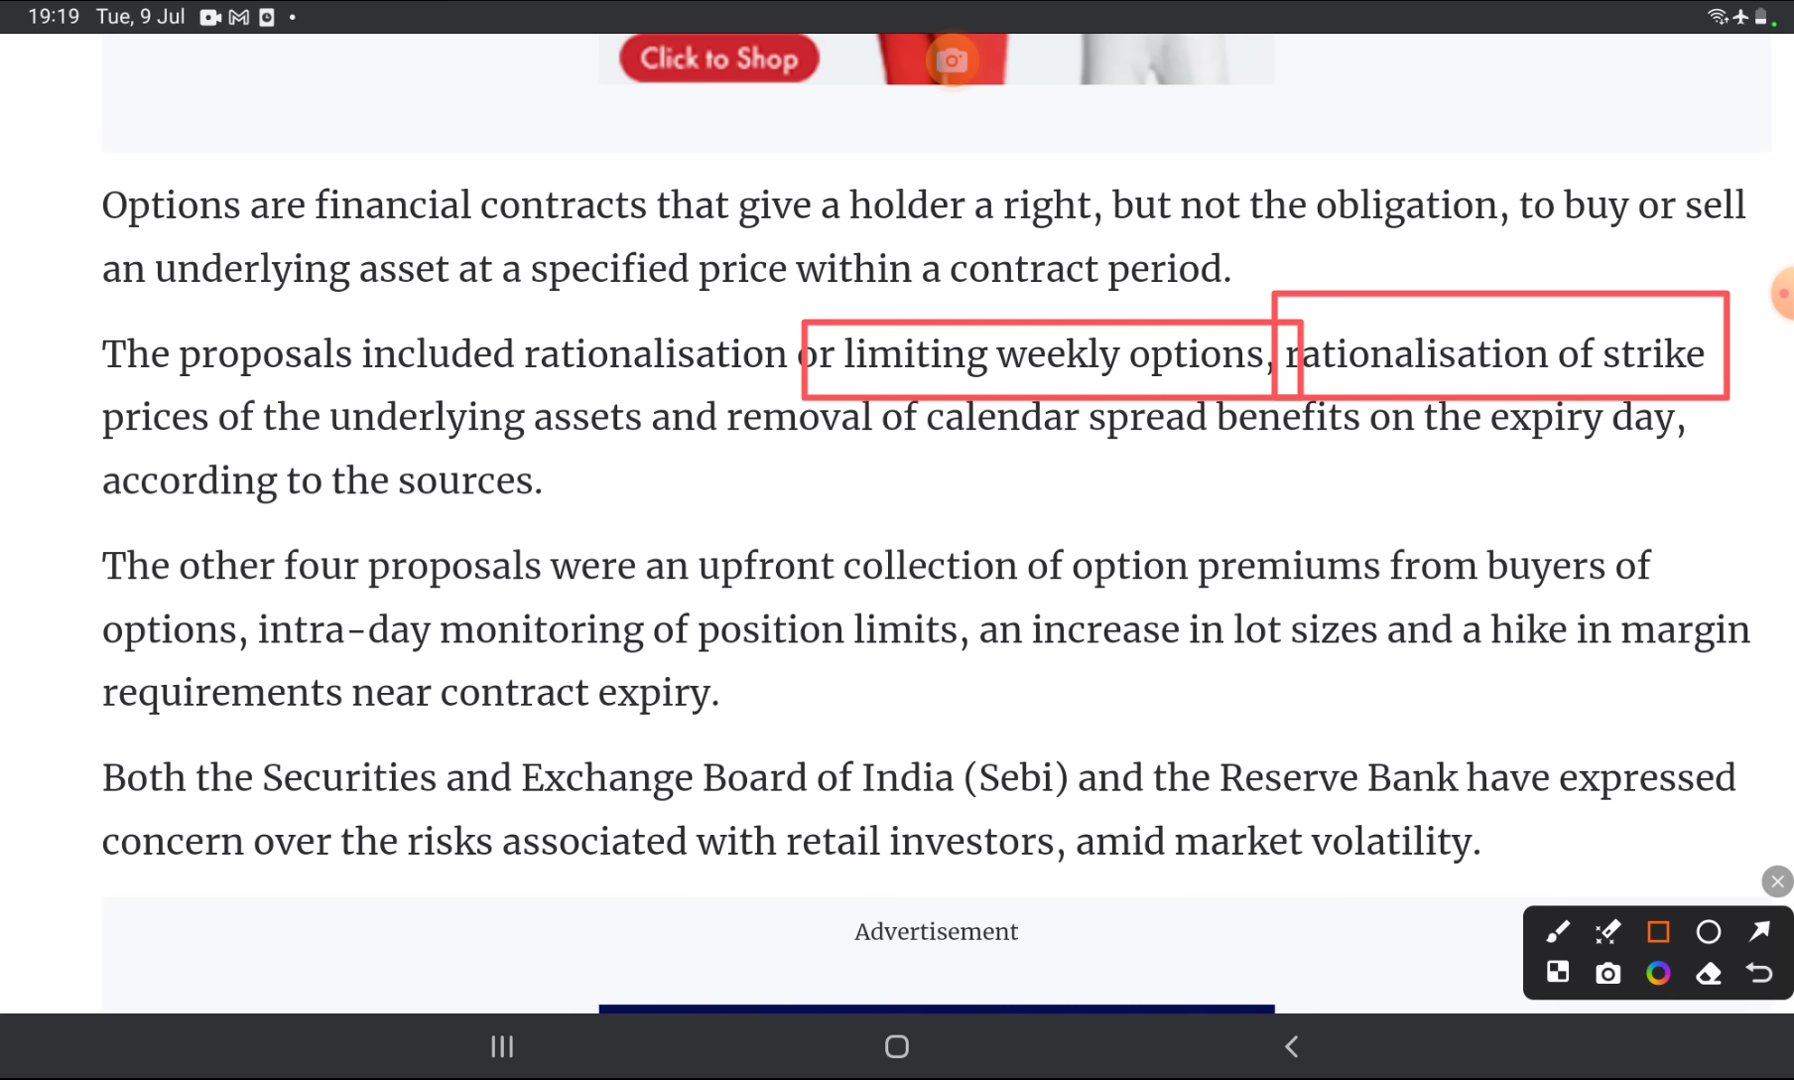 19:19 Tue, 9 Jul
Click to Shop
Options are financial contracts that give a holder a right, but not the obligation, to buy or sell
an underlying asset at a specified price within a contract period.
The proposals included rationalisation or limiting weekly options, rationalisation of strike
prices of the underlying assets and removal of calendar spread benefits on the expiry day,
according to the sources.
The other four proposals were an upfront collection of option premiums from buyers of
options, intra-day monitoring of position limits, an increase in lot sizes and a hike in margin
requirements near contract expiry.
Both the Securities and Exchange Board of India (Sebi) and the Reserve Bank have expressed
concern over the risks associated with retail investors, amid market volatility.
Advertisement